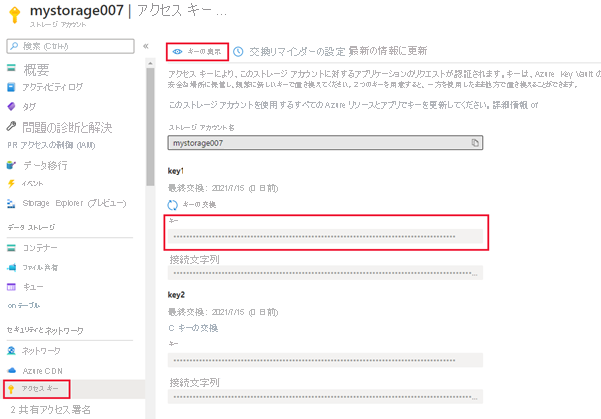 mystorage007 | アクセス キー ...
ストレージ アカウント
検索 (Ctrl+/)
«
概要
アクティビティ ログ
タグ
問題の診断と解決
PR アクセスの制御 (IAM)
データ移行
イベント
Storage Explorer (プレビュー)
データ ストレージ
コンテナー
ファイル共有
キュー
on テーブル
セキュリティとネットワーク
ネットワーク
Azure CDN
アクセス キー
2 共有アクセス署名
キーの表示
交換リマインダーの設定 最新の情報に更新
アクセス キーにより、このストレージ アカウントに対するアプリケーションのリクエストが認証されます。キーは、Azure Key Vault の
安全な場所に保管し、頻繁に新しいキーで置き換えてください。2 つのキーを用意すると、一方を使用したまま他方で置き換えることができます。
このストレージ アカウントを使用するすべての Azure リソースとアプリでキーを更新してください。詳細情報 of
ストレージ アカウント名
mystorage007
key1
最終交換: 2021/7/15 (0 日前)
キーの交換
キー
接続文字列
...
key2
最終交換: 2021/7/15 (0 日前)
C キーの交換
キー
接続文字列
...